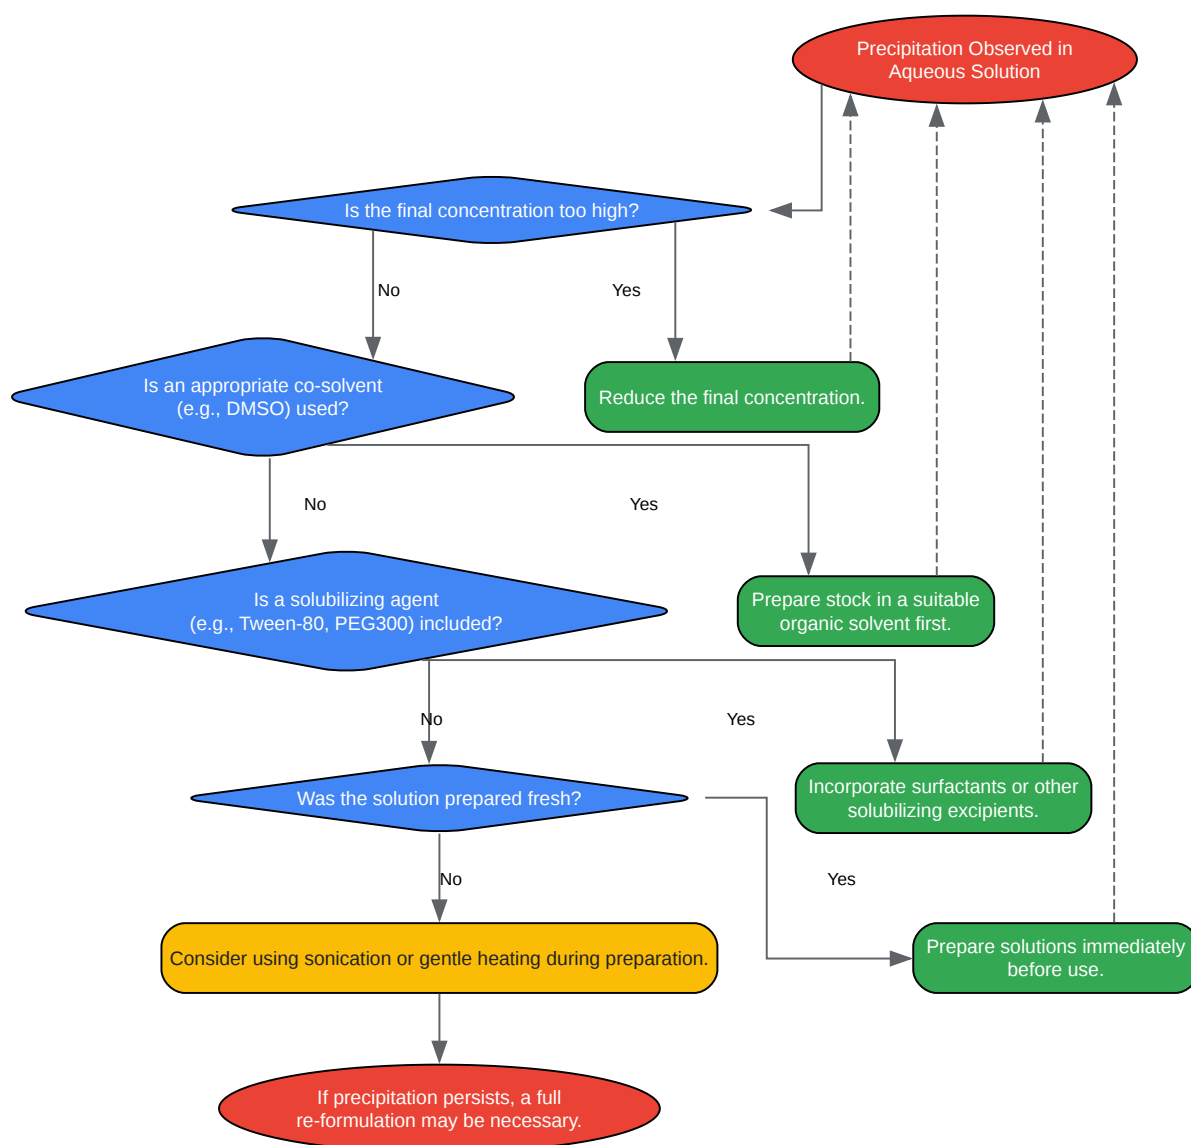 Precipitation Observed in
Aqueous Solution
Is the final concentration too high?
No
Yes
Is an appropriate co-solvent
(e.g., DMSO) used?
Reduce the final concentration.
No
Yes
Is a solubilizing agent
(e.g., Tween-80, PEG300) included?
Prepare stock in a suitable
organic solvent first.
No
Yes
Was the solution prepared fresh?
Incorporate surfactants or other
solubilizing excipients.
No
Yes
Consider using sonication or gentle heating during preparation.
Prepare solutions immediately
before use.
If precipitation persists, a full
re-formulation may be necessary.